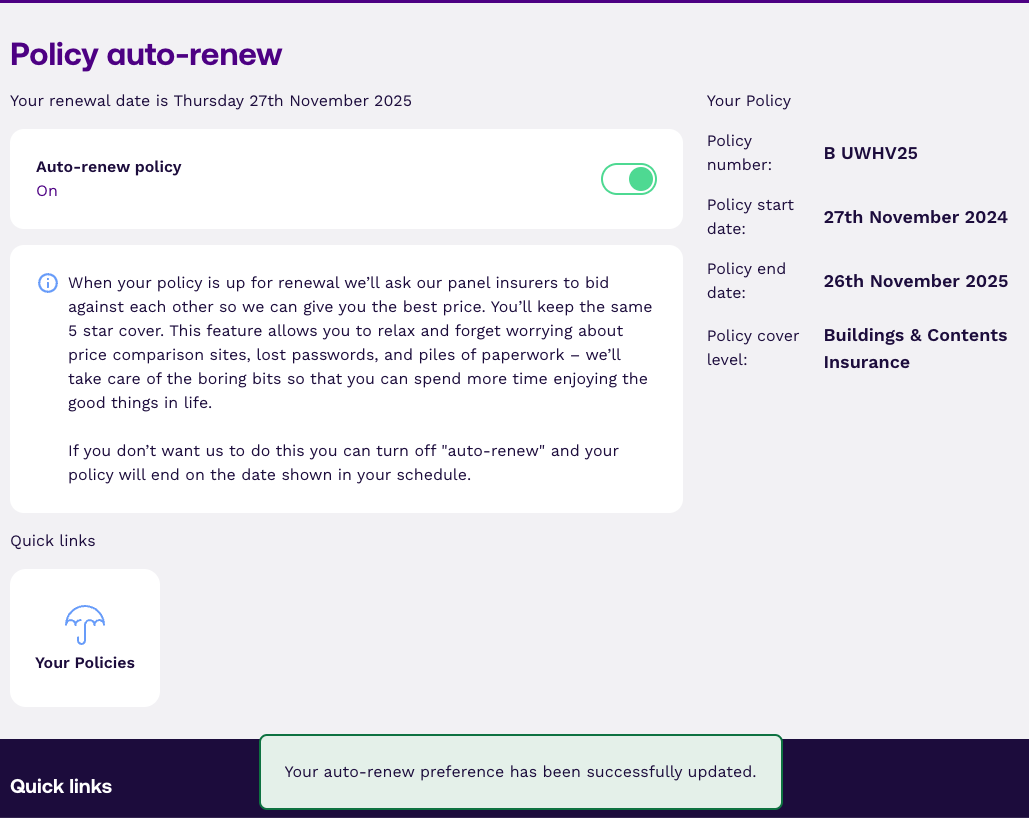 Policy auto-renew
Your renewal date is Thursday 27th November 2025
Auto-renew policy
On
When your policy is up for renewal we’ll ask our panel insurers to bid
against each other so we can give you the best price. You’ll keep the same
5 star cover. This feature allows you to relax and forget worrying about
price comparison sites, lost passwords, and piles of paperwork – we’ll
take care of the boring bits so that you can spend more time enjoying the
good things in life.
If you don’t want us to do this you can turn off "auto-renew" and your
policy will end on the date shown in your schedule.
Your Policy
Policy
number:
B UWHV25
Policy start
date:
27th November 2024
Policy end
date:
26th November 2025
Policy cover
level:
Buildings & Contents
Insurance
Quick links
Your Policies
Quick links
Your auto-renew preference has been successfully updated.